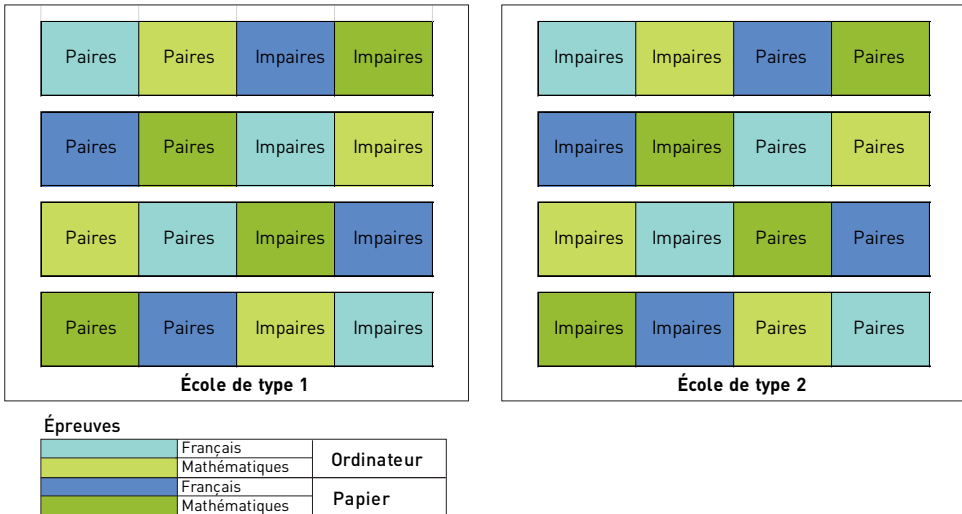 Paires Paires Impaires Impaires
Paires Paires Impaires Impaires
Paires Paires Impaires Impaires
Paires Paires Impaires Impaires
École de type 1
Impaires Impaires Paires Paires
Impaires Impaires Paires Paires
Impaires Impaires Paires Paires
Impaires Impaires Paires Paires
École de type 2
Épreuves
Français
Mathématiques
Ordinateur
Français
Mathématiques
Papier